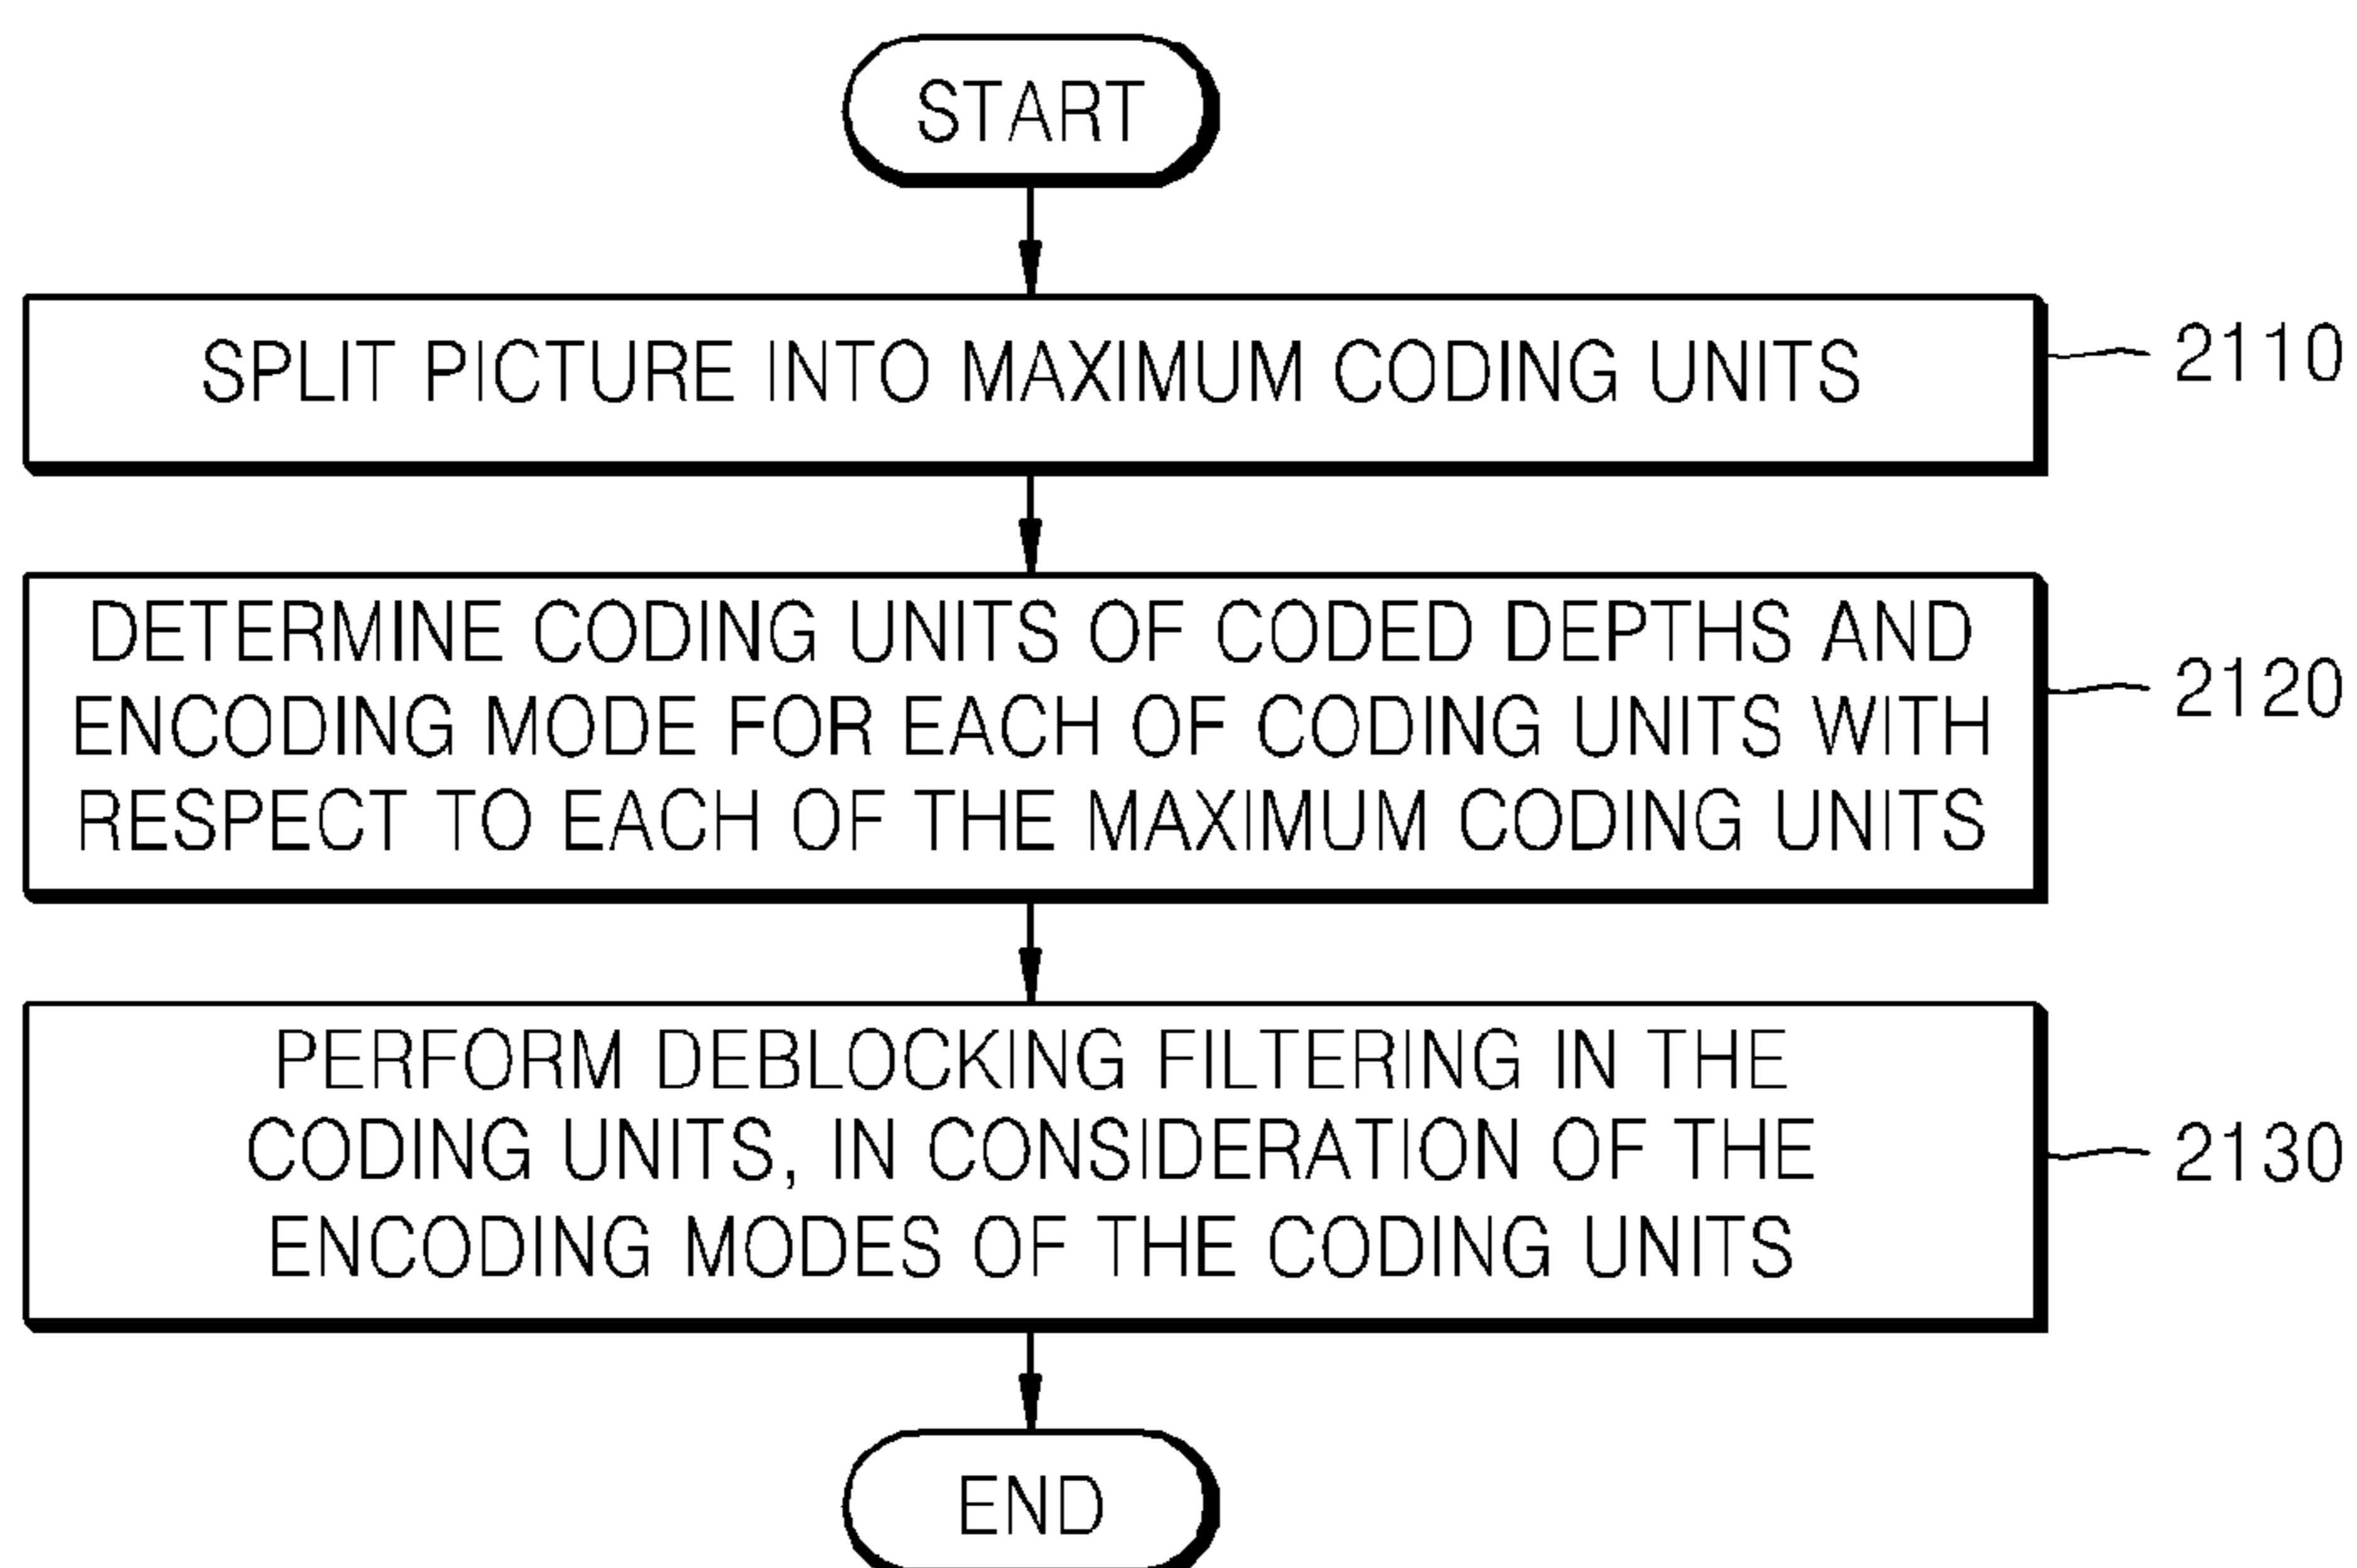 START
SPLIT PICTURE INTO MAXIMUM CODING UNITS
2110
DETERMINE CODING UNITS OF CODED DEPTHS AND
ENCODING MODE FOR EACH OF CODING UNITS WITH
RESPECT TO EACH OF THE MAXIMUM CODING UNITS
2120
PERFORM DEBLOCKING FILTERING IN THE
CODING UNITS, IN CONSIDERATION OF THE
ENCODING MODES OF THE CODING UNITS
2130
END